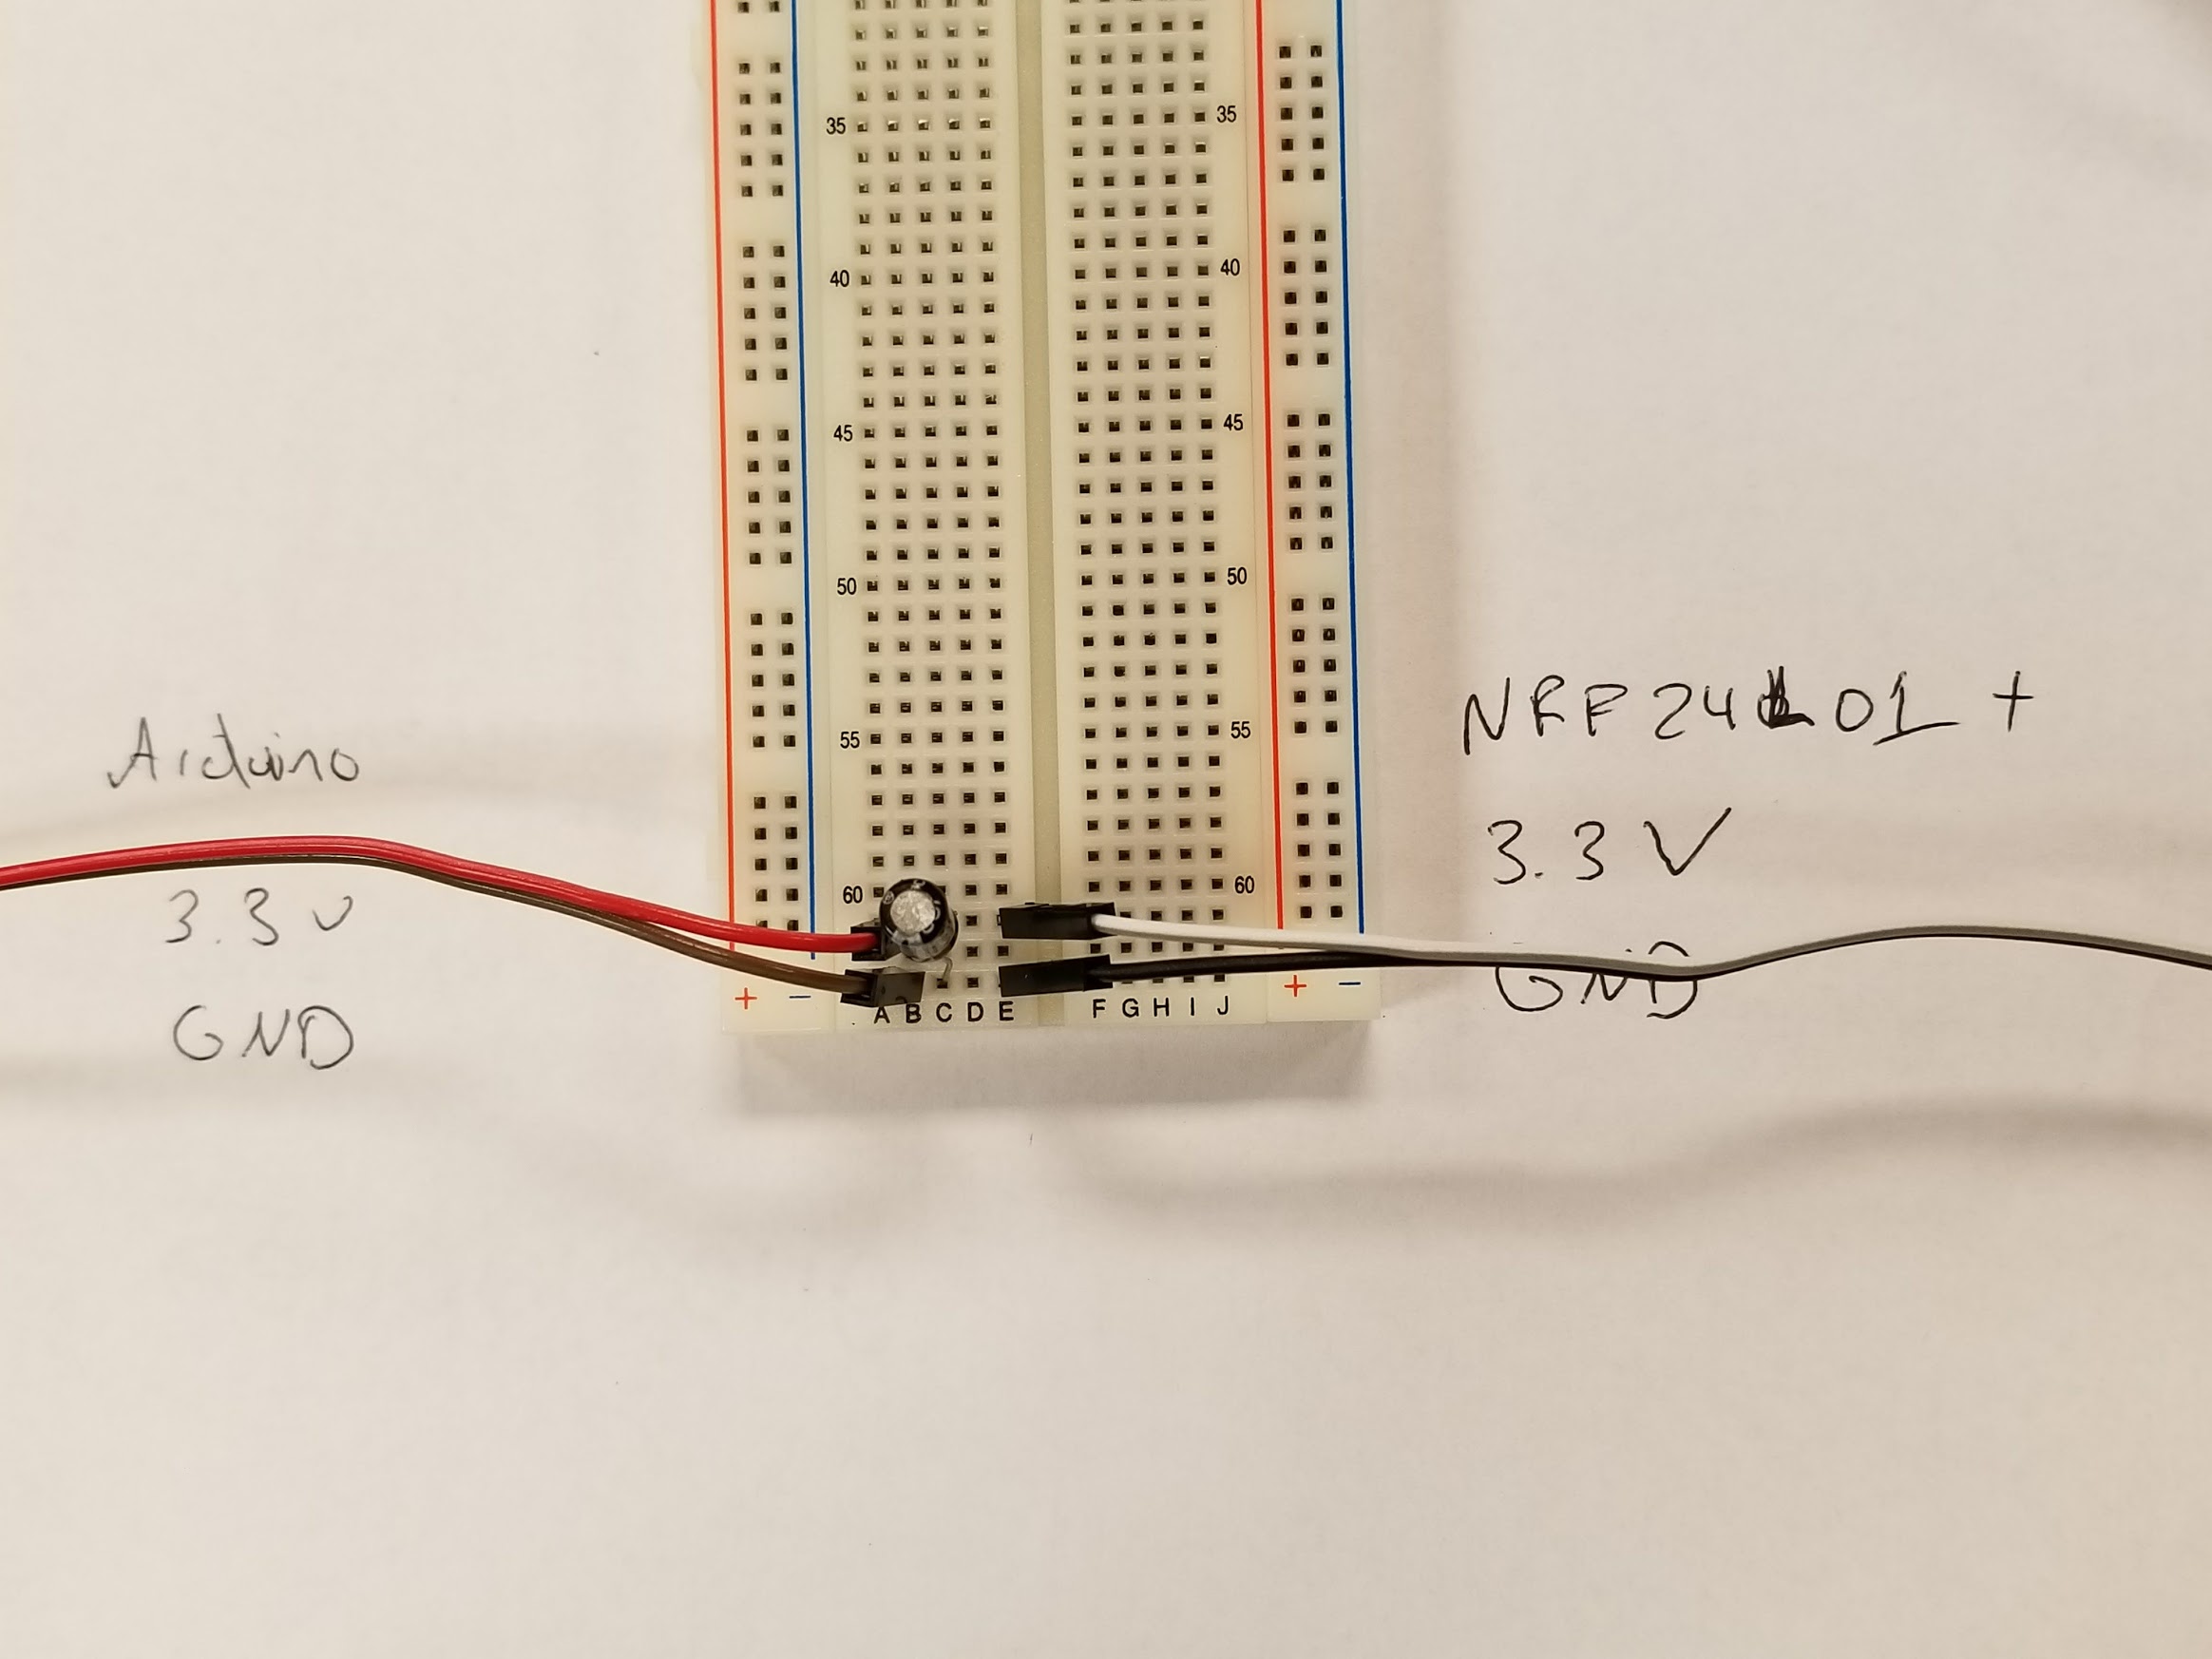 35 35
40 40
45 45
50 50
55 55
60 60
+ − A B C D E F G H I J + −
Arduino
3.3 v
GND
NRF24L01 +
3.3 V
GND